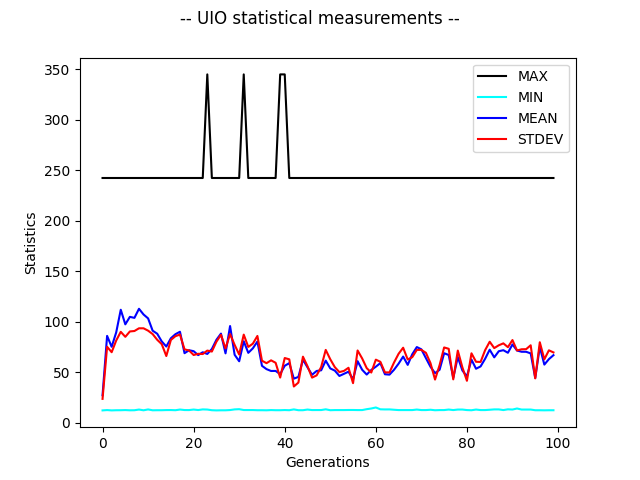 -- UIO statistical measurements --
350
300
250
200
150
100
50
0
Statistics
MAX
MIN
MEAN
STDEV
0 20 40 60 80 100
Generations